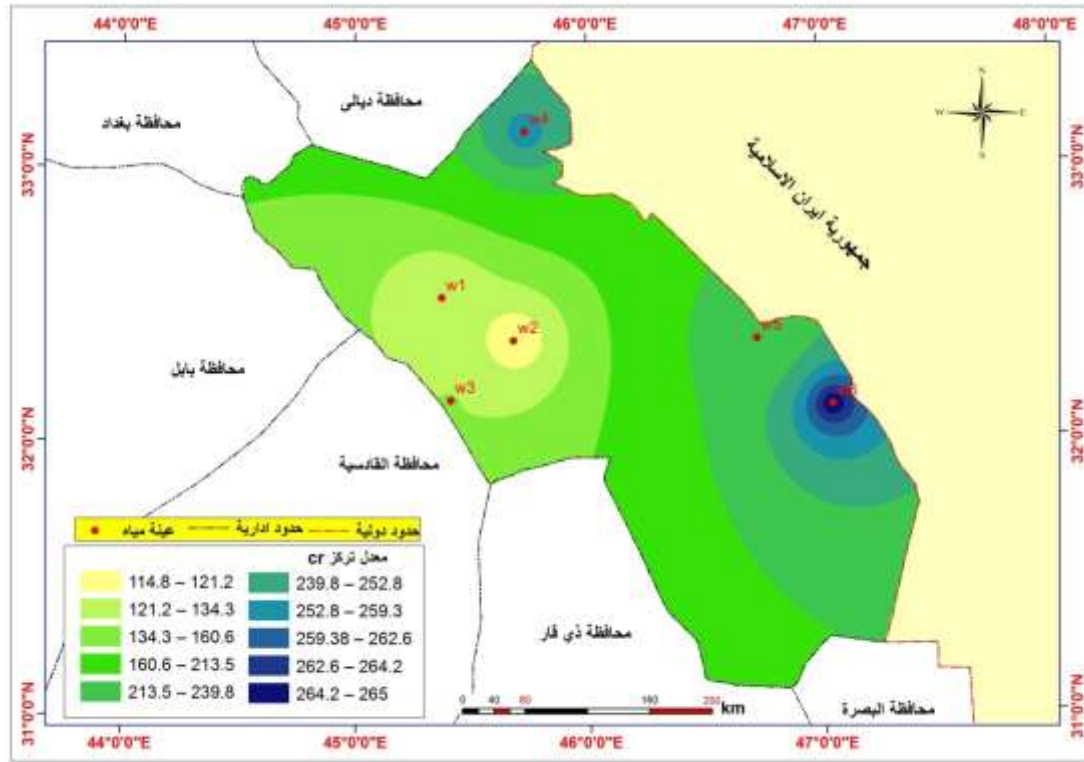 44°0'0"E 45°0'0"E 46°0'0"E 47°0'0"E 48°0'0"E
33°0'0"N
32°0'0"N
31°0'0"N
33°0'0"N
32°0'0"N
31°0'0"N
N
W E
S
محافظة ديالى
محافظة بغداد
جمهورية ايران الاسلامية
محافظة بابل
محافظة القادسية
محافظة ذي قار
محافظة البصرة
w4
w1
w2
w5
w3
w6
حدود دولية
حدود ادارية
عينة مياه
معدل تركز cr
114.8 – 121.2
121.2 – 134.3
134.3 – 160.6
160.6 – 213.5
213.5 – 239.8
239.8 – 252.8
252.8 – 259.3
259.38 – 262.6
262.6 – 264.2
264.2 – 265
0 40 80 160 200 km
44°0'0"E 45°0'0"E 46°0'0"E 47°0'0"E